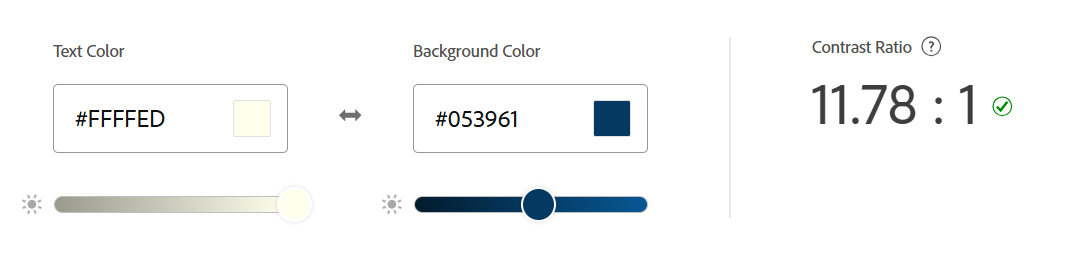 Text Color
#FFFFED
Background Color
#053961
Contrast Ratio ?
11.78 : 1